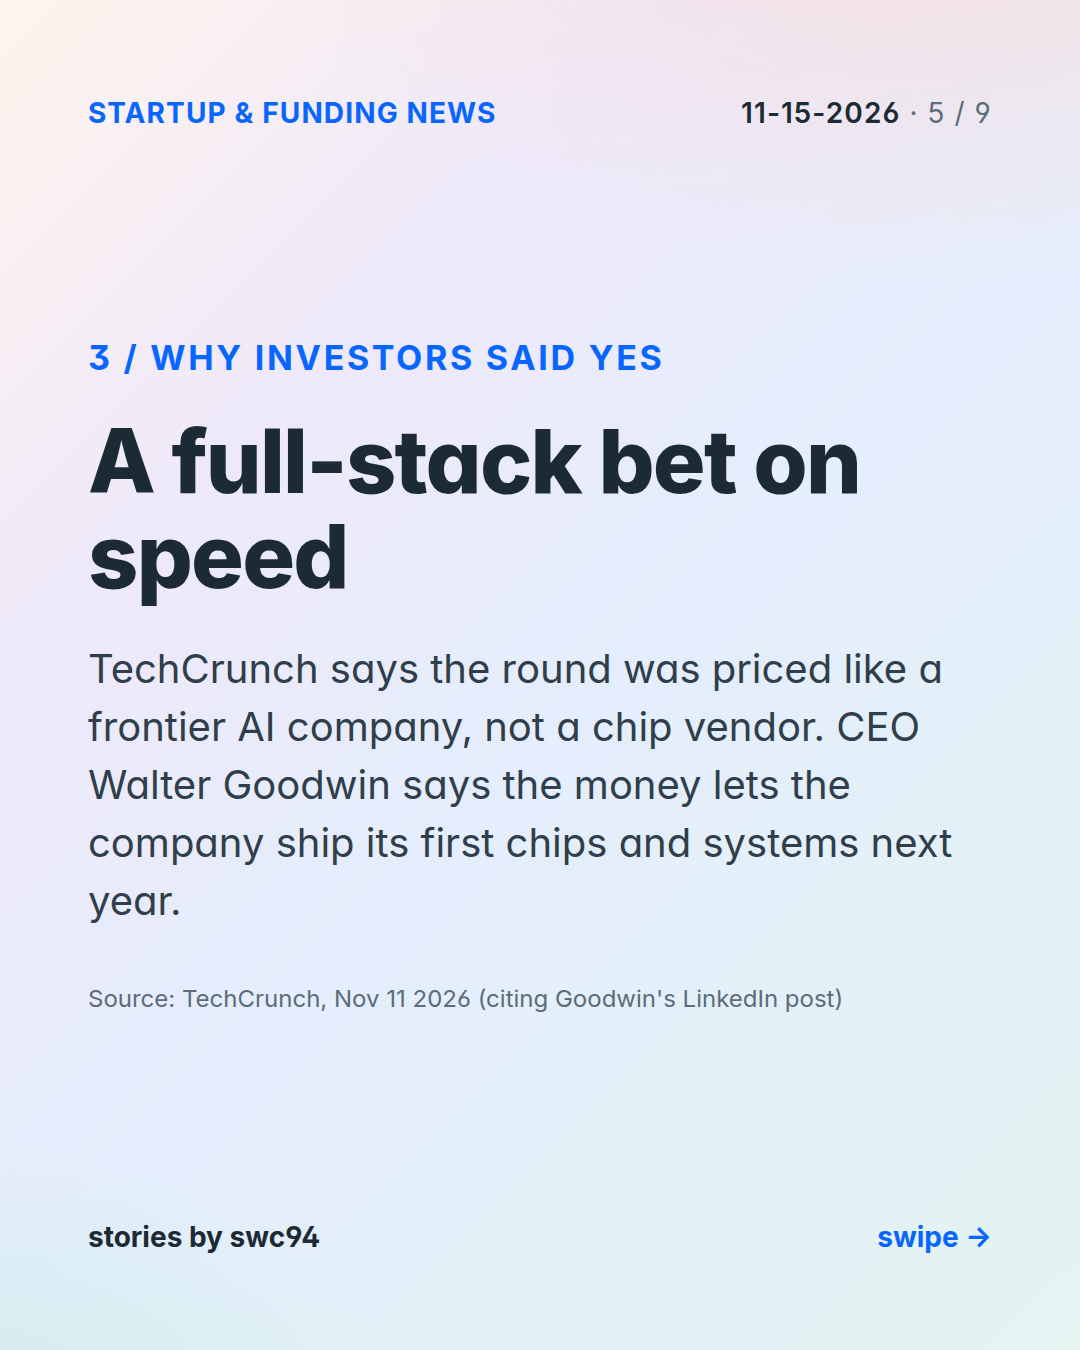 STARTUP & FUNDING NEWS
11-15-2026 · 5 / 9
3 / WHY INVESTORS SAID YES
A full-stack bet on
speed
TechCrunch says the round was priced like a
frontier AI company, not a chip vendor. CEO
Walter Goodwin says the money lets the
company ship its first chips and systems next
year.
Source: TechCrunch, Nov 11 2026 (citing Goodwin's LinkedIn post)
stories by swc94
swipe →